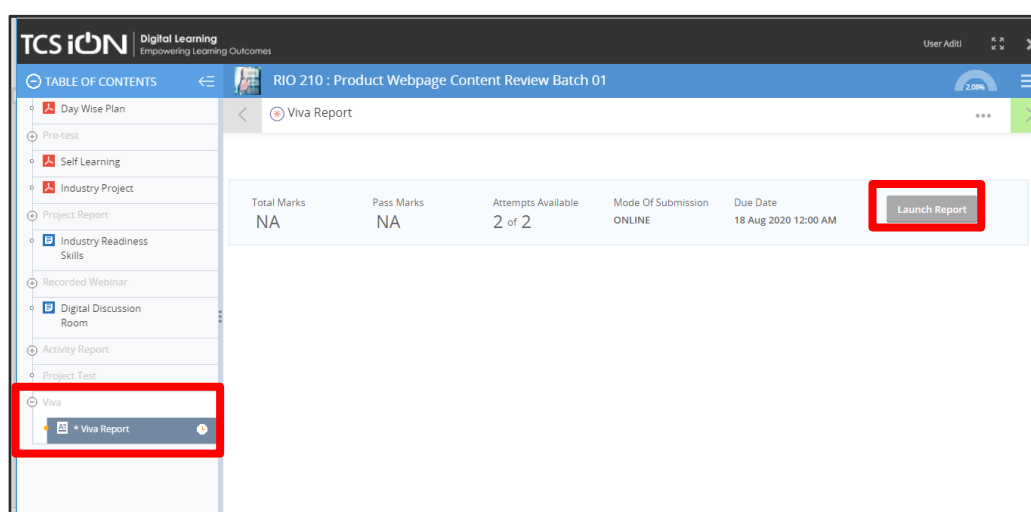 TCS iON Digital Learning
Empowering Learning Outcomes
User Aditi
TABLE OF CONTENTS
RIO 210 : Product Webpage Content Review Batch 01
2.08%
Day Wise Plan
Pre-test
Self Learning
Industry Project
Project Report
Industry Readiness
Skills
Recorded Webinar
Digital Discussion
Room
Activity Report
Project Test
Viva
* Viva Report
Viva Report
Total Marks
NA
Pass Marks
NA
Attempts Available
2 of 2
Mode Of Submission
ONLINE
Due Date
18 Aug 2020 12:00 AM
Launch Report